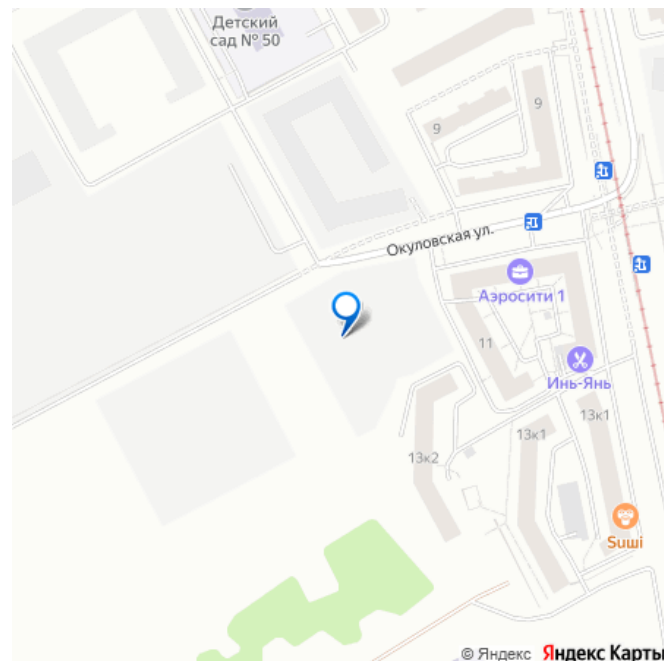 Детский
сад № 50
9
9
Окуловская ул.
Аэросити 1
11
Инь-Янь
13к2
13к1
13к1
Suшi
© Яндекс Яндекс Карты